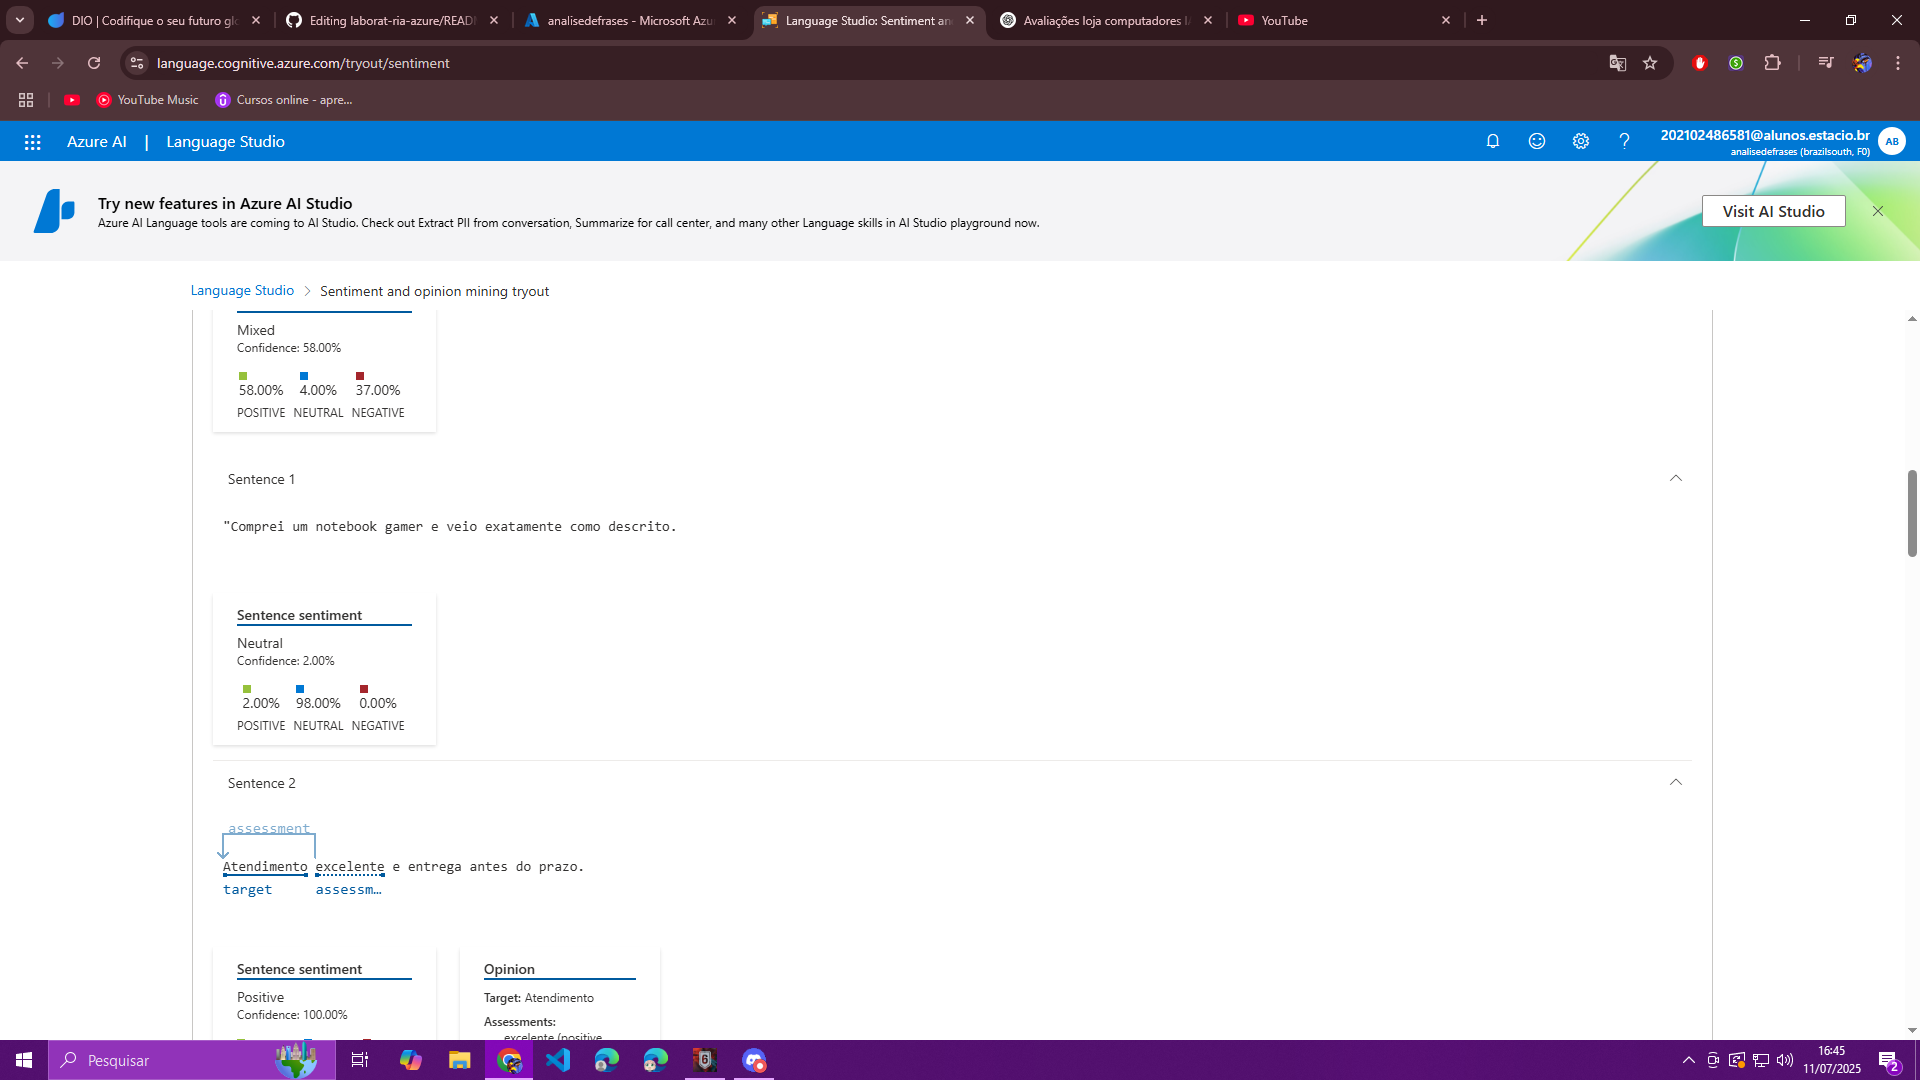 DIO | Codifique o seu futuro glo
Editing laborat-ria-azure/READM
analisedefrases - Microsoft Azur
Language Studio: Sentiment and
Avaliações loja computadores IA
YouTube
language.cognitive.azure.com/tryout/sentiment
YouTube Music
Cursos online - apre...
Azure AI | Language Studio
202102486581@alunos.estacio.br
analisedefrases (brazilsouth, F0)
AB
Try new features in Azure AI Studio
Azure AI Language tools are coming to AI Studio. Check out Extract PII from conversation, Summarize for call center, and many other Language skills in AI Studio playground now.
Visit AI Studio
Language Studio > Sentiment and opinion mining tryout
Mixed
Confidence: 58.00%
58.00% 4.00% 37.00%
POSITIVE NEUTRAL NEGATIVE
Sentence 1
"Comprei um notebook gamer e veio exatamente como descrito.
Sentence sentiment
Neutral
Confidence: 2.00%
2.00% 98.00% 0.00%
POSITIVE NEUTRAL NEGATIVE
Sentence 2
assessment
Atendimento excelente e entrega antes do prazo.
target assessm...
Sentence sentiment
Positive
Confidence: 100.00%
Opinion
Target: Atendimento
Assessments:
excelente (positive
Pesquisar
16:45
11/07/2025
2